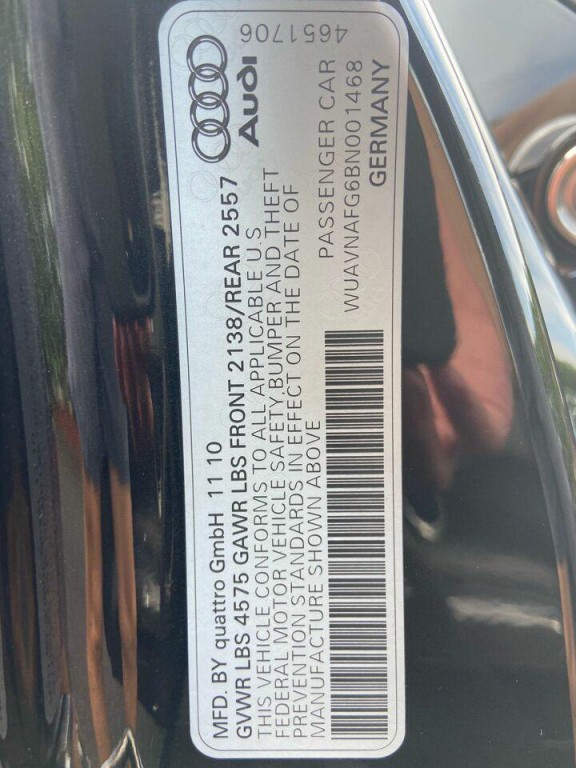 4651706
Audi
MFD. BY quattro GmbH 11 10
GVWR LBS 4575 GAWR LBS FRONT 2138/REAR 2557
THIS VEHICLE CONFORMS TO ALL APPLICABLE U.S
FEDERAL MOTOR VEHICLE SAFETY,BUMPER AND THEFT
PREVENTION STANDARDS IN EFFECT ON THE DATE OF
MANUFACTURE SHOWN ABOVE
PASSENGER CAR
WUAVNAFG6BN001468
GERMANY